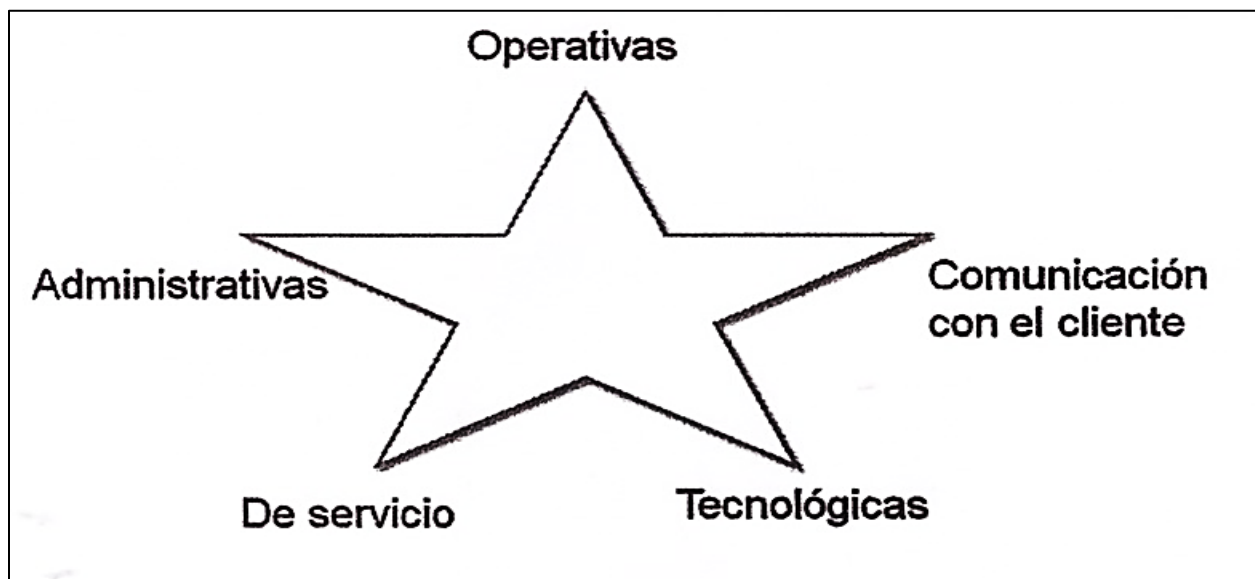 Operativas
Administrativas
Comunicación
con el cliente
De servicio
Tecnológicas